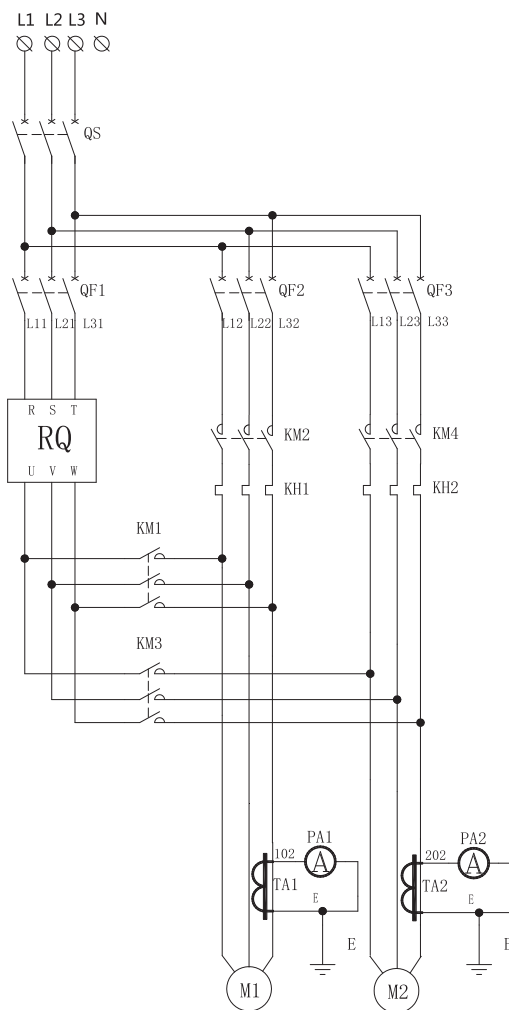 L1 L2 L3 N
QS
QF1 QF2 QF3
L11 L21 L31 L12 L22 L32 L13 L23 L33
R S T
RQ
U V W
KM2 KM4
KH1 KH2
KM1
KM3
PA1 PA2
102 A 202 A
TA1 E TA2 E
E E
M1 M2